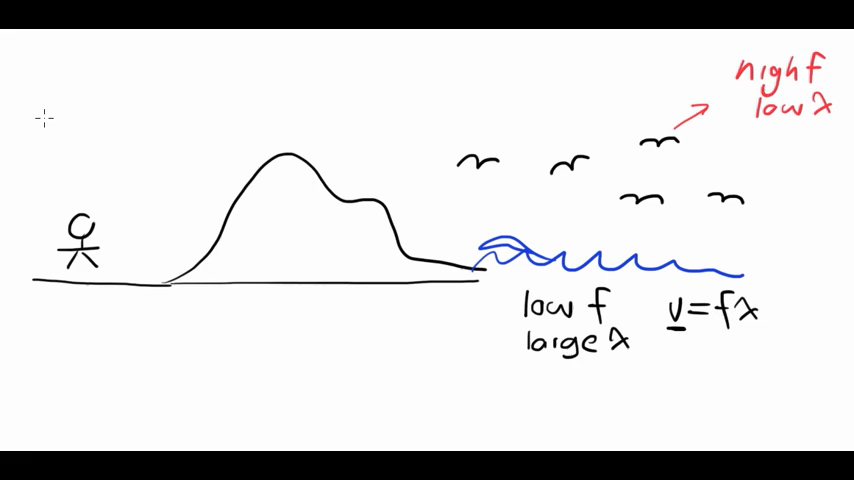 high f
low λ
low f
large λ
v = fλ